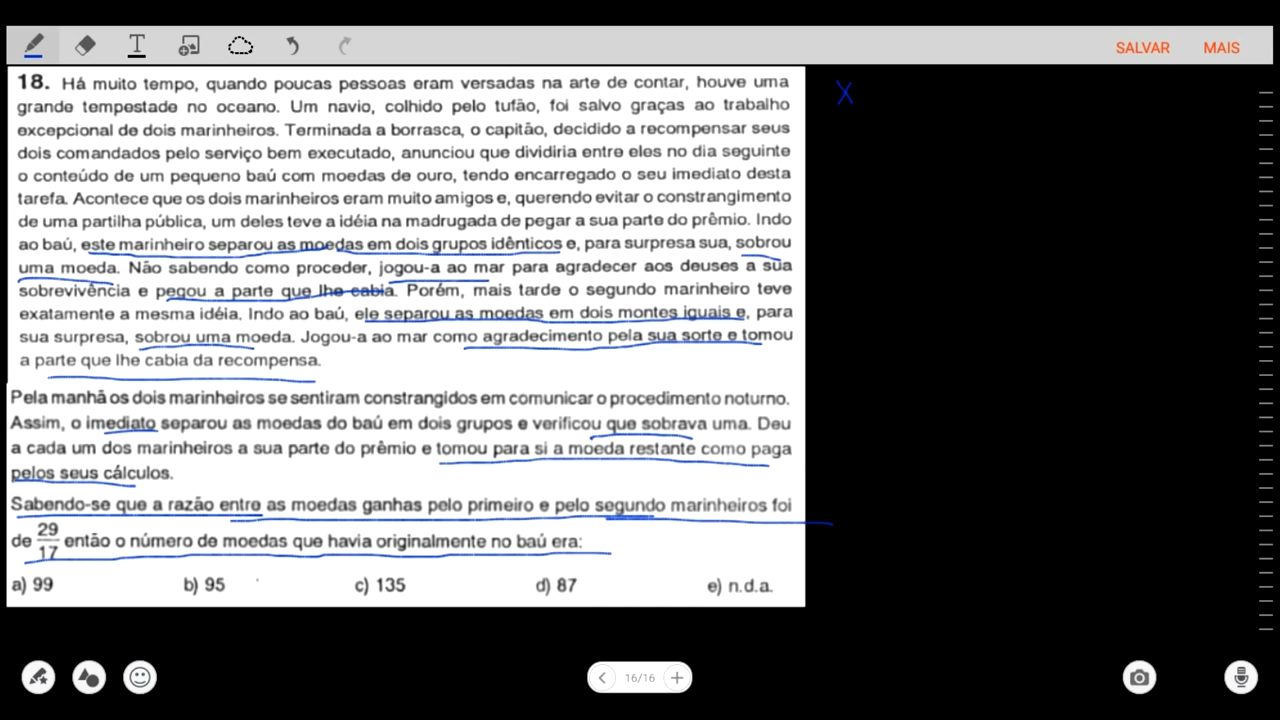 SALVAR MAIS
18. Há muito tempo, quando poucas pessoas eram versadas na arte de contar, houve uma
grande tempestade no oceano. Um navio, colhido pelo tufão, foi salvo graças ao trabalho
excepcional de dois marinheiros. Terminada a borrasca, o capitão, decidido a recompensar seus
dois comandados pelo serviço bem executado, anunciou que dividiria entre eles no dia seguinte
o conteúdo de um pequeno baú com moedas de ouro, tendo encarregado o seu imediato desta
tarefa. Acontece que os dois marinheiros eram muito amigos e, querendo evitar o constrangimento
de uma partilha pública, um deles teve a idéia na madrugada de pegar a sua parte do prêmio. Indo
ao baú, este marinheiro separou as moedas em dois grupos idênticos e, para surpresa sua, sobrou
uma moeda. Não sabendo como proceder, jogou-a ao mar para agradecer aos deuses a sua
sobrevivência e pegou a parte que lhe cabia. Porém, mais tarde o segundo marinheiro teve
exatamente a mesma idéia. Indo ao baú, ele separou as moedas em dois montes iguais e, para
sua surpresa, sobrou uma moeda. Jogou-a ao mar como agradecimento pela sua sorte e tomou
a parte que lhe cabia da recompensa.
Pela manhã os dois marinheiros se sentiram constrangidos em comunicar o procedimento noturno.
Assim, o imediato separou as moedas do baú em dois grupos e verificou que sobrava uma. Deu
a cada um dos marinheiros a sua parte do prêmio e tomou para si a moeda restante como paga
pelos seus cálculos.
Sabendo-se que a razão entre as moedas ganhas pelo primeiro e pelo segundo marinheiros foi
de 29/17 então o número de moedas que havia originalmente no baú era:
a) 99 b) 95 c) 135 d) 87 e) n.d.a.
X
16/16